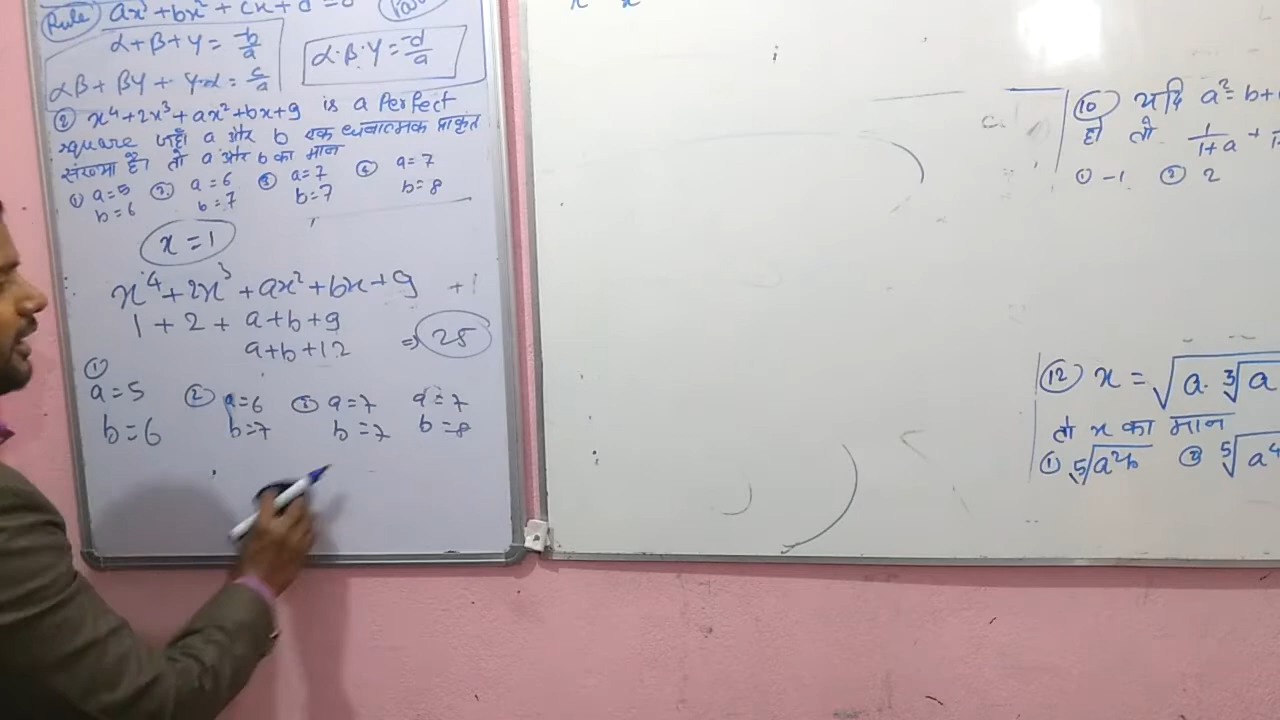 Rule ax³ + bx² + cx + d = 0
α + β + γ = -b/a
α·β·γ = -d/a
αβ + βγ + γ·α = c/a
② x⁴ + 2x³ + ax² + bx + 9 is a Perfect
square जहाँ a और b एक धनात्मक प्राकृत
संख्या है। तो a और b का मान
① a = 5 b = 6 ② a = 6 b = 7 ③ a = 7 b = 7 ④ a = 7 b = 8
x = 1
x⁴ + 2x³ + ax² + bx + 9
1 + 2 + a + b + 9
a + b + 12 ⇒ 25
① a = 5 b = 6 ② a = 6 b = 7 ③ a = 7 b = 7 a = 7 b = 8
⑩ यदि a² = b +
हो तो 1/1+a +
① -1 ② 2
⑫ x = √a·∛a
तो x का मान
① ⁵√a²b ② ⁵√a⁴